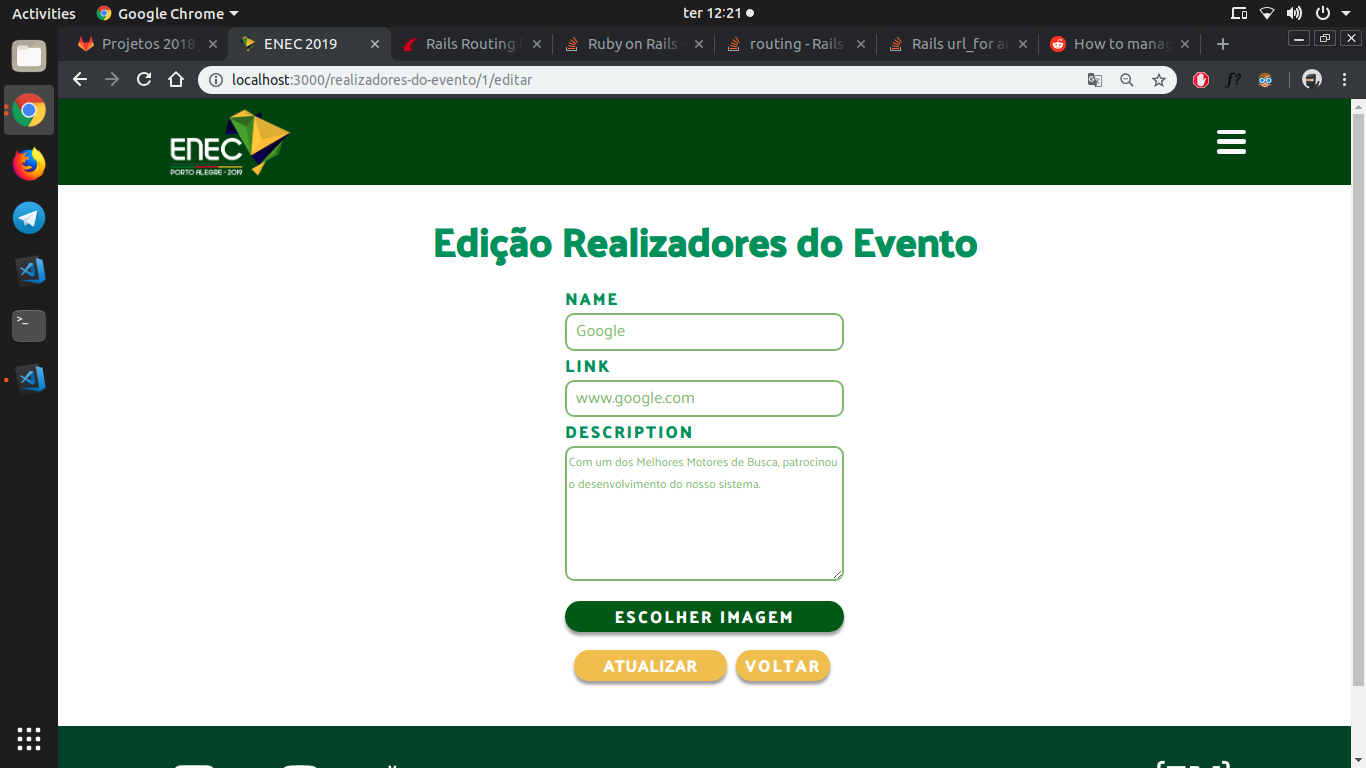 Activities
Google Chrome
ter 12:21
Projetos 2018
ENEC 2019
Rails Routing
Ruby on Rails -
routing - Rails
Rails url_for
How to manag
localhost:3000/realizadores-do-evento/1/editar
f?
ENEC
PORTO ALEGRE - 2019
Edição Realizadores do Evento
NAME
Google
LINK
www.google.com
DESCRIPTION
Com um dos Melhores Motores de Busca, patrocinou
o desenvolvimento do nosso sistema.
ESCOLHER IMAGEM
ATUALIZAR
VOLTAR